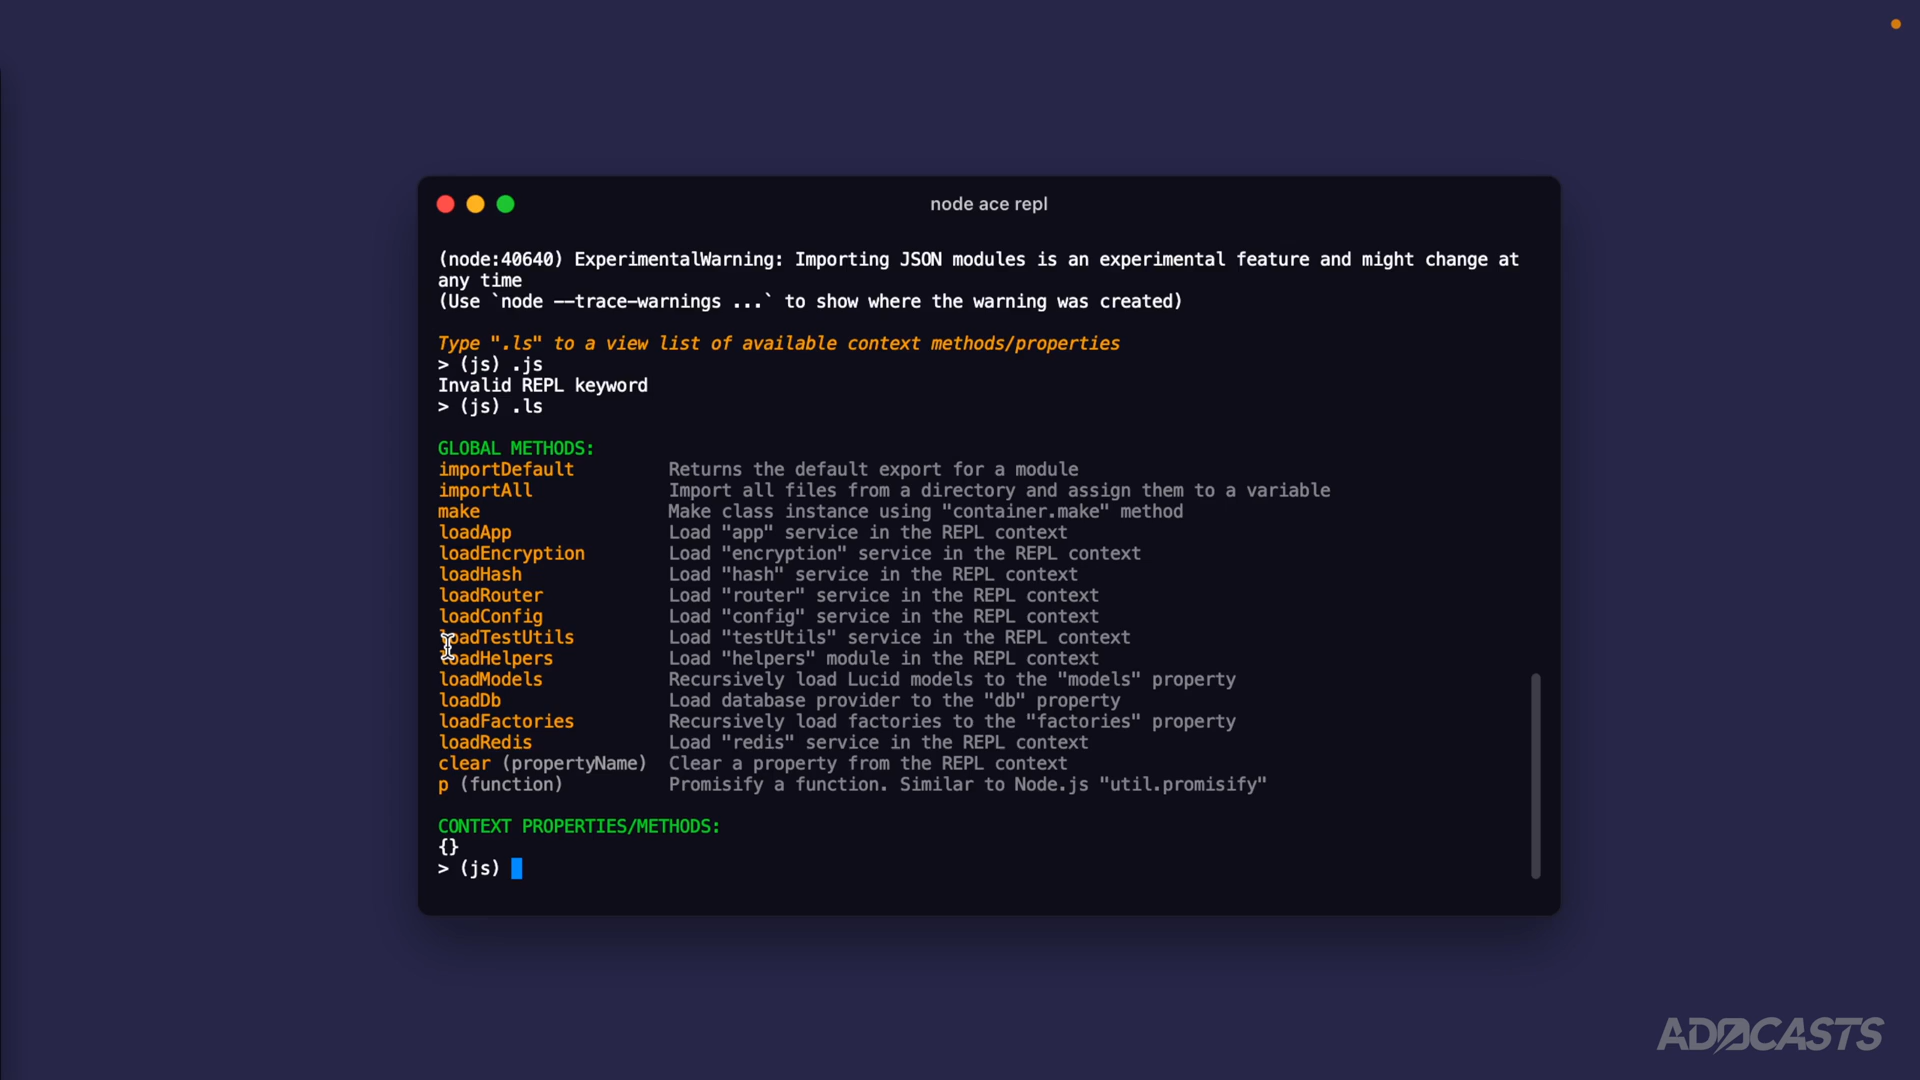 node ace repl
(node:40640) ExperimentalWarning: Importing JSON modules is an experimental feature and might change at
any time
(Use `node --trace-warnings ...` to show where the warning was created)
Type ".ls" to a view list of available context methods/properties
> (js) .js
Invalid REPL keyword
> (js) .ls
GLOBAL METHODS:
importDefault Returns the default export for a module
importAll Import all files from a directory and assign them to a variable
make Make class instance using "container.make" method
loadApp Load "app" service in the REPL context
loadEncryption Load "encryption" service in the REPL context
loadHash Load "hash" service in the REPL context
loadRouter Load "router" service in the REPL context
loadConfig Load "config" service in the REPL context
loadTestUtils Load "testUtils" service in the REPL context
loadHelpers Load "helpers" module in the REPL context
loadModels Recursively load Lucid models to the "models" property
loadDb Load database provider to the "db" property
loadFactories Recursively load factories to the "factories" property
loadRedis Load "redis" service in the REPL context
clear (propertyName) Clear a property from the REPL context
p (function) Promisify a function. Similar to Node.js "util.promisify"
CONTEXT PROPERTIES/METHODS:
{}
> (js)
ADOCASTS